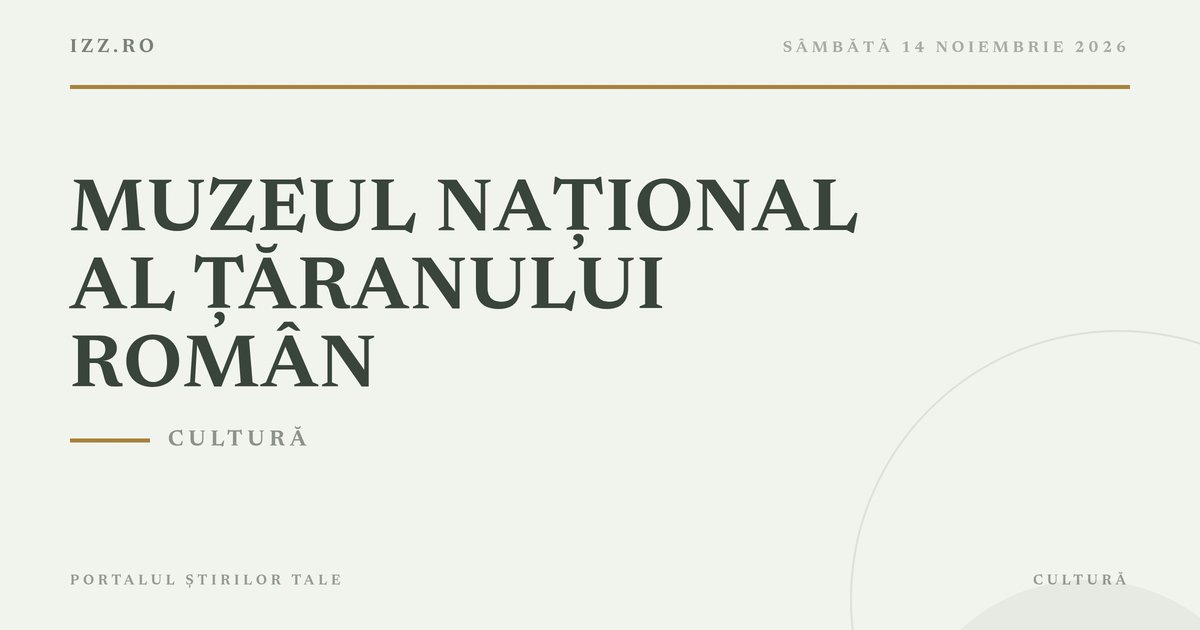 IZZ.RO
SÂMBĂTĂ 14 NOIEMBRIE 2026
MUZEUL NAȚIONAL
AL ȚĂRANULUI
ROMÂN
CULTURĂ
PORTALUL ȘTIRILOR TALE
CULTURĂ